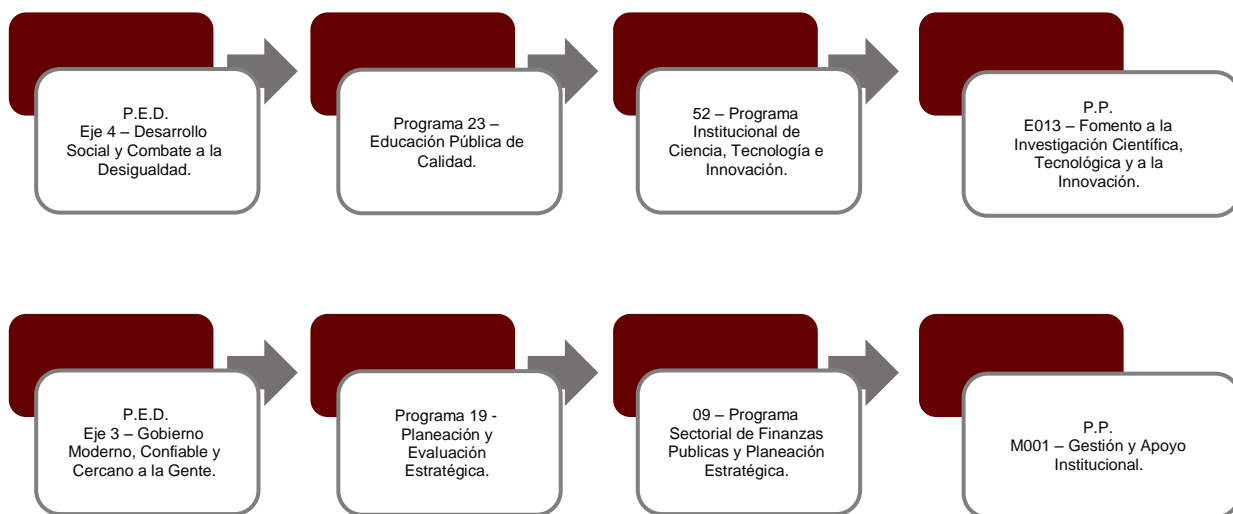 P.E.D.
Eje 4 – Desarrollo
Social y Combate a la
Desigualdad.
Programa 23 –
Educación Pública de
Calidad.
52 – Programa
Institucional de
Ciencia, Tecnología e
Innovación.
P.P.
E013 – Fomento a la
Investigación Científica,
Tecnológica y a la
Innovación.
P.E.D.
Eje 3 – Gobierno
Moderno, Confiable y
Cercano a la Gente.
Programa 19 -
Planeación y
Evaluación
Estratégica.
09 – Programa
Sectorial de Finanzas
Publicas y Planeación
Estratégica.
P.P.
M001 – Gestión y Apoyo
Institucional.